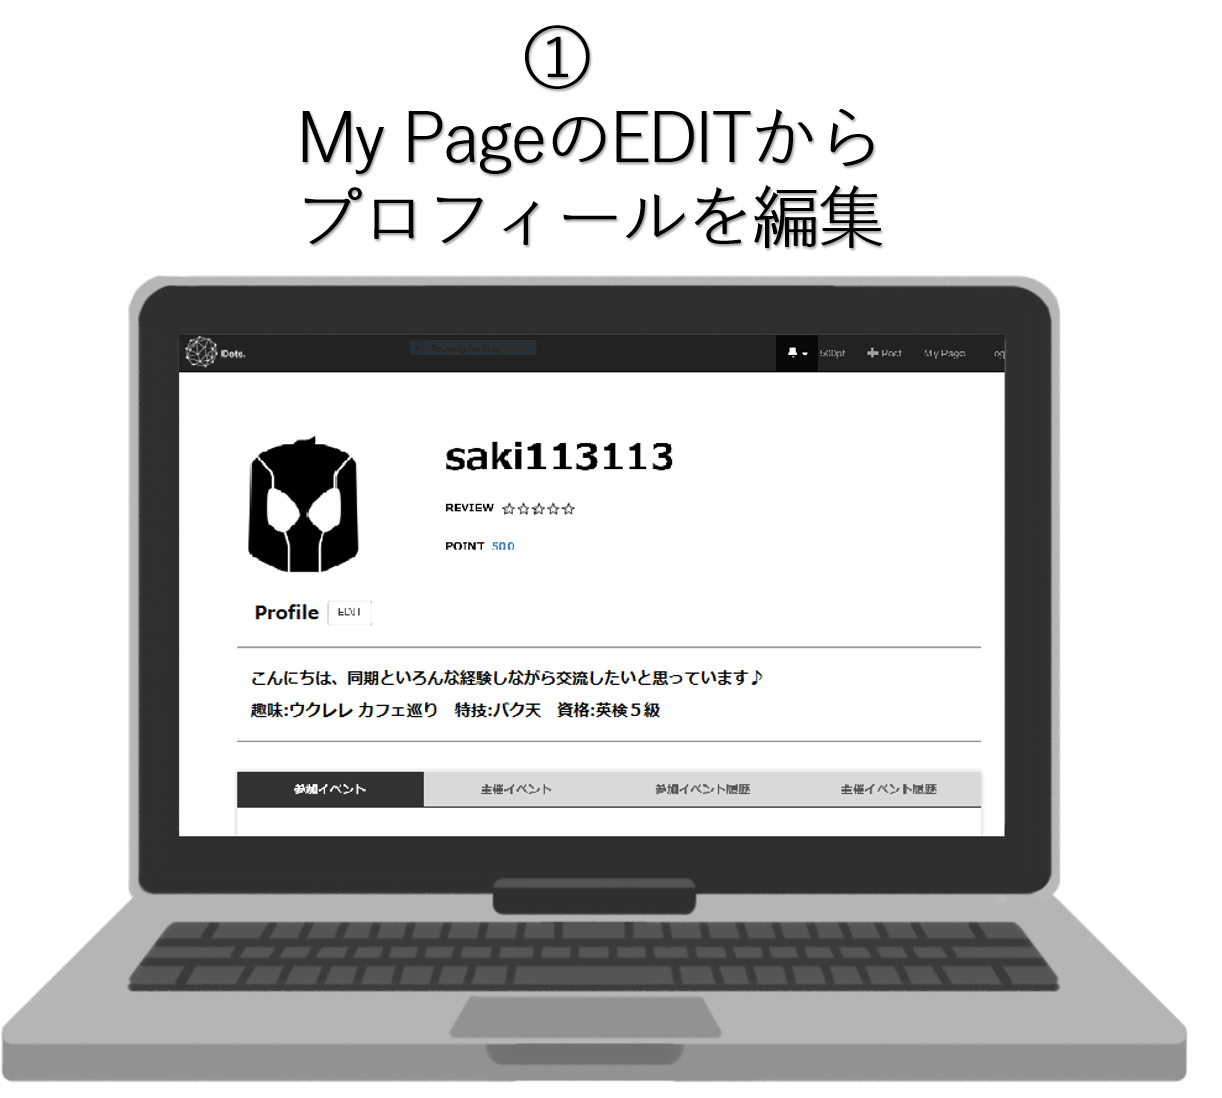 ①
My PageのEDITから
プロフィールを編集
Dots.
500pt
Post
My Page
saki113113
REVIEW ☆☆☆☆☆
POINT 500
Profile EDIT
こんにちは、同期といろんな経験しながら交流したいと思っています♪
趣味:ウクレレ カフェ巡り 特技:バク天 資格:英検５級
参加イベント 主催イベント 参加イベント履歴 主催イベント履歴